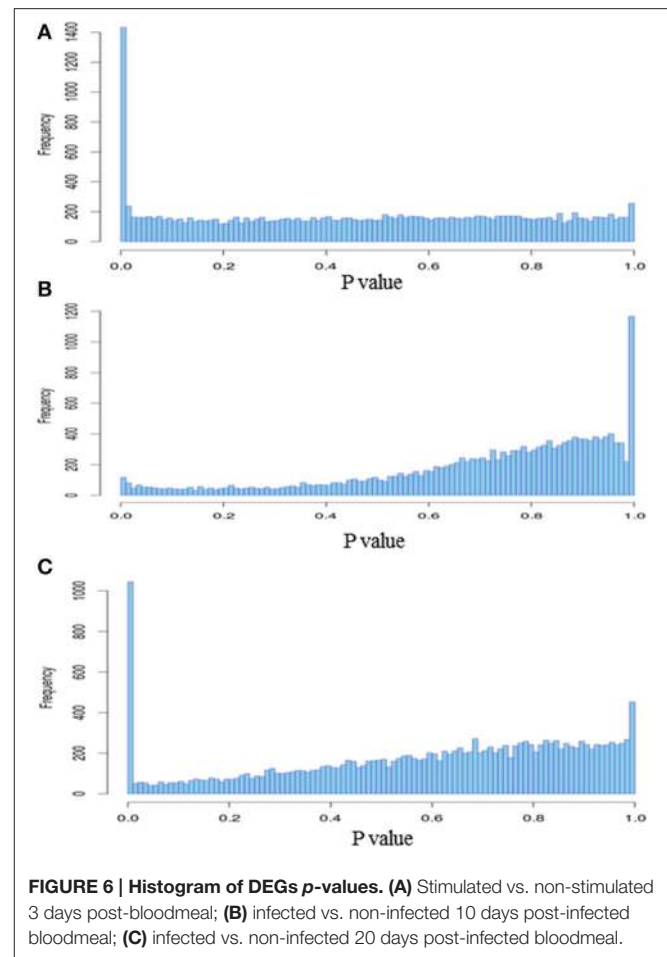 A
Frequency
1400
1200
1000
800
600
400
200
0
0.0 0.2 0.4 0.6 0.8 1.0
P value
B
Frequency
1200
1000
800
600
400
200
0
0.0 0.2 0.4 0.6 0.8 1.0
P value
C
Frequency
1000
800
600
400
200
0
0.0 0.2 0.4 0.6 0.8 1.0
P value
FIGURE 6 | Histogram of DEGs p-values. (A) Stimulated vs. non-stimulated
3 days post-bloodmeal; (B) infected vs. non-infected 10 days post-infected
bloodmeal; (C) infected vs. non-infected 20 days post-infected bloodmeal.